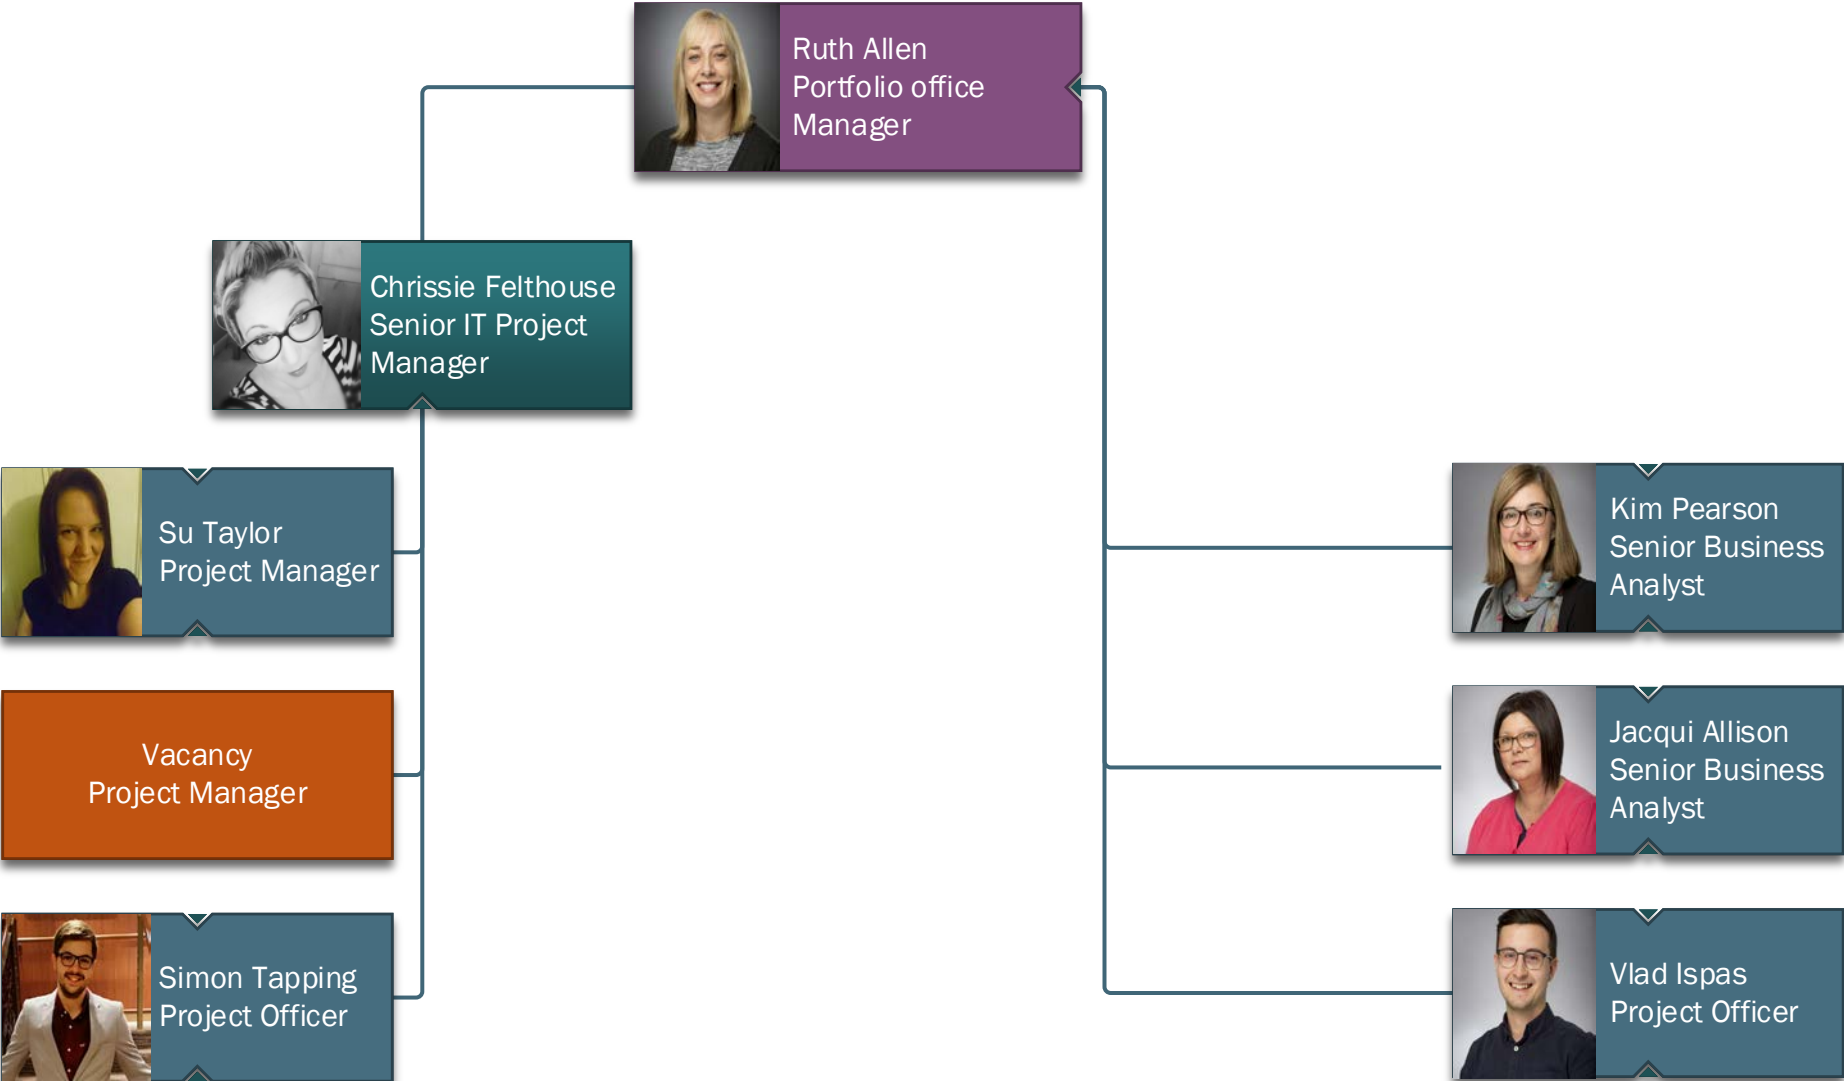 Ruth Allen
Portfolio office
Manager
Chrissie Felthouse
Senior IT Project
Manager
Su Taylor
Project Manager
Vacancy
Project Manager
Simon Tapping
Project Officer
Kim Pearson
Senior Business
Analyst
Jacqui Allison
Senior Business
Analyst
Vlad Ispas
Project Officer